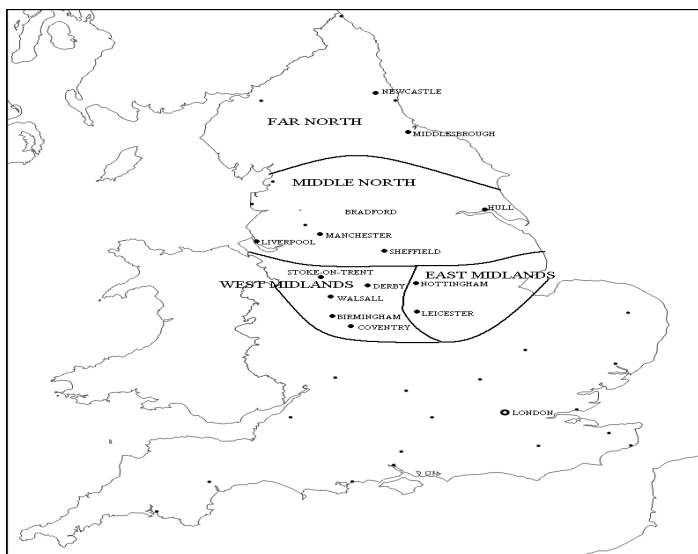 NEWCASTLE
FAR NORTH
MIDDLESBROUGH
MIDDLE NORTH
BRADFORD
HULL
MANCHESTER
LIVERPOOL
SHEFFIELD
STOKE-ON-TRENT
EAST MIDLANDS
WEST MIDLANDS
DERBY
NOTTINGHAM
WALSALL
LEICESTER
BIRMINGHAM
COVENTRY
LONDON